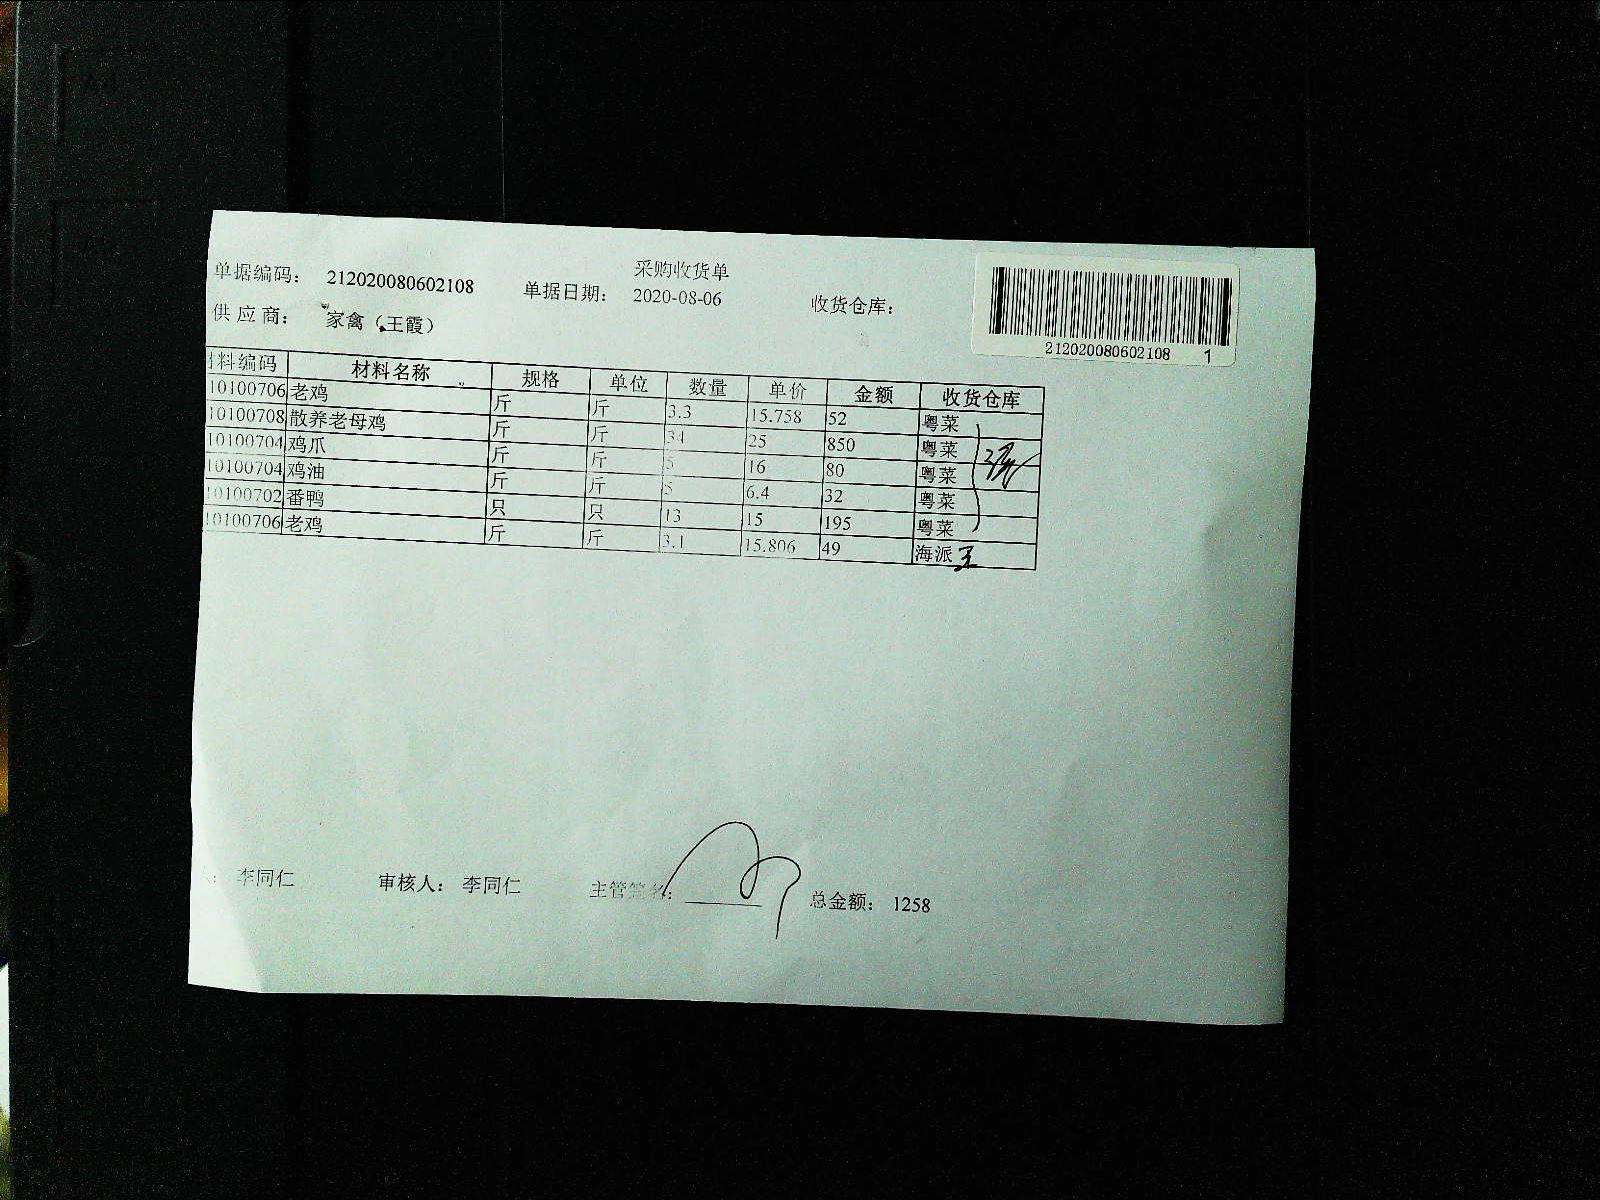 采购收货单
单据编码： 212020080602108 单据日期： 2020-08-06 收货仓库：
212020080602108 1
供应商： 家禽（王霞）
材料编码 材料名称 规格 单位 数量 单价 金额 收货仓库
10100706 老鸡 斤 斤 3.3 15.758 52 粤菜
10100708 散养老母鸡 斤 斤 34 25 850 粤菜
10100704 鸡爪 斤 斤 5 16 80 粤菜
10100704 鸡油 斤 斤 5 6.4 32 粤菜
10100702 番鸭 只 只 13 15 195 粤菜
10100706 老鸡 斤 斤 3.1 15.806 49 海派
人： 李同仁 审核人： 李同仁 主管签名： 总金额： 1258